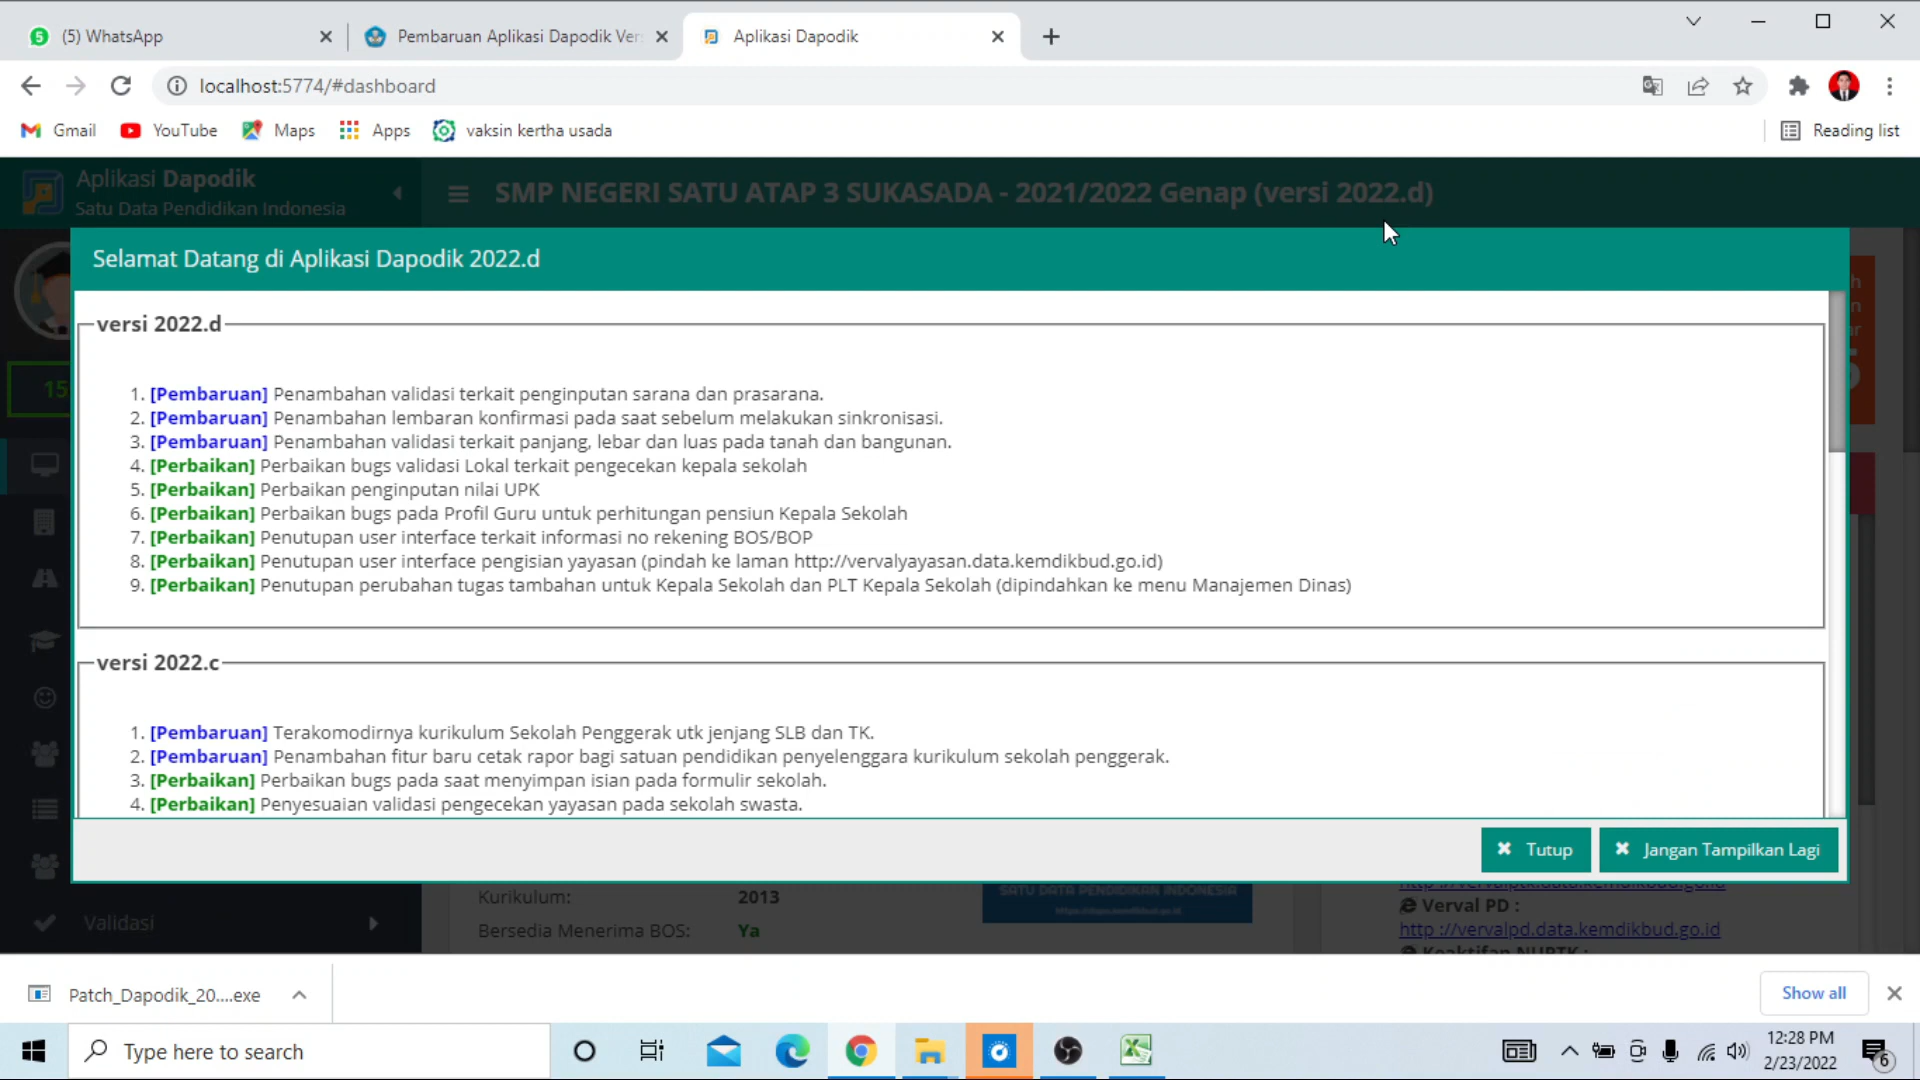 (5) WhatsApp
Pembaruan Aplikasi Dapodik Ver
Aplikasi Dapodik
localhost:5774/#dashboard
Gmail
YouTube
Maps
Apps
vaksin kertha usada
Reading list
Aplikasi Dapodik
Satu Data Pendidikan Indonesia
SMP NEGERI SATU ATAP 3 SUKASADA - 2021/2022 Genap (versi 2022.d)
Selamat Datang di Aplikasi Dapodik 2022.d
versi 2022.d
1. [Pembaruan] Penambahan validasi terkait penginputan sarana dan prasarana.
2. [Pembaruan] Penambahan lembaran konfirmasi pada saat sebelum melakukan sinkronisasi.
3. [Pembaruan] Penambahan validasi terkait panjang, lebar dan luas pada tanah dan bangunan.
4. [Perbaikan] Perbaikan bugs validasi Lokal terkait pengecekan kepala sekolah
5. [Perbaikan] Perbaikan penginputan nilai UPK
6. [Perbaikan] Perbaikan bugs pada Profil Guru untuk perhitungan pensiun Kepala Sekolah
7. [Perbaikan] Penutupan user interface terkait informasi no rekening BOS/BOP
8. [Perbaikan] Penutupan user interface pengisian yayasan (pindah ke laman http://vervalyayasan.data.kemdikbud.go.id)
9. [Perbaikan] Penutupan perubahan tugas tambahan untuk Kepala Sekolah dan PLT Kepala Sekolah (dipindahkan ke menu Manajemen Dinas)
versi 2022.c
1. [Pembaruan] Terakomodirnya kurikulum Sekolah Penggerak utk jenjang SLB dan TK.
2. [Pembaruan] Penambahan fitur baru cetak rapor bagi satuan pendidikan penyelenggara kurikulum sekolah penggerak.
3. [Perbaikan] Perbaikan bugs pada saat menyimpan isian pada formulir sekolah.
4. [Perbaikan] Penyesuaian validasi pengecekan yayasan pada sekolah swasta.
Tutup
Jangan Tampilkan Lagi
15
Kurikulum: 2013
Bersedia Menerima BOS: Ya
SATU DATA PENDIDIKAN INDONESIA
Verval PD :
http://vervalpd.data.kemdikbud.go.id
Validasi
Patch_Dapodik_20....exe
Show all
Type here to search
12:28 PM
2/23/2022
6